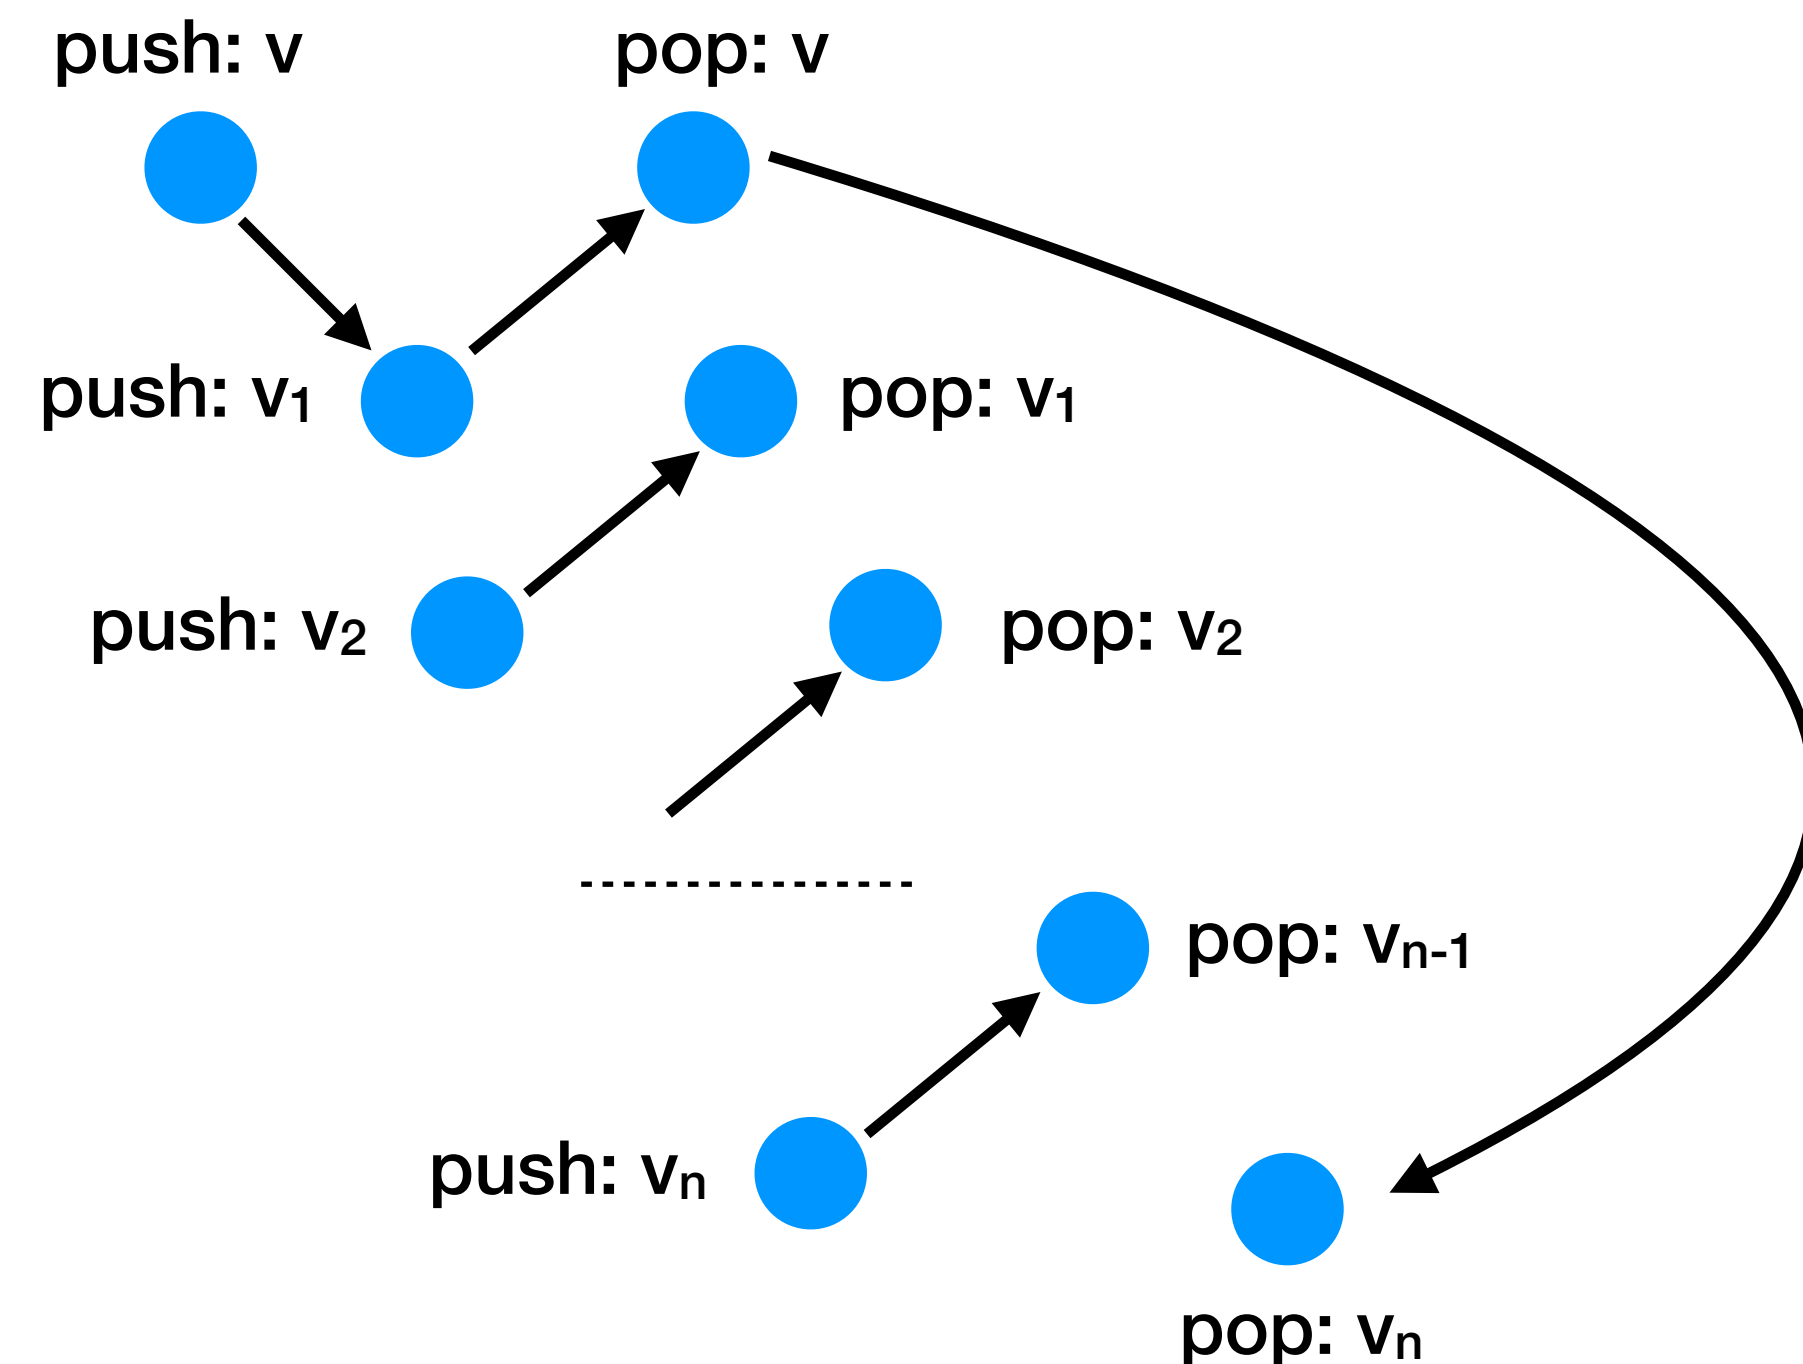 push: v
pop: v
push: v₁
pop: v₁
push: v₂
pop: v₂
pop: vₙ₋₁
push: vₙ
pop: vₙ